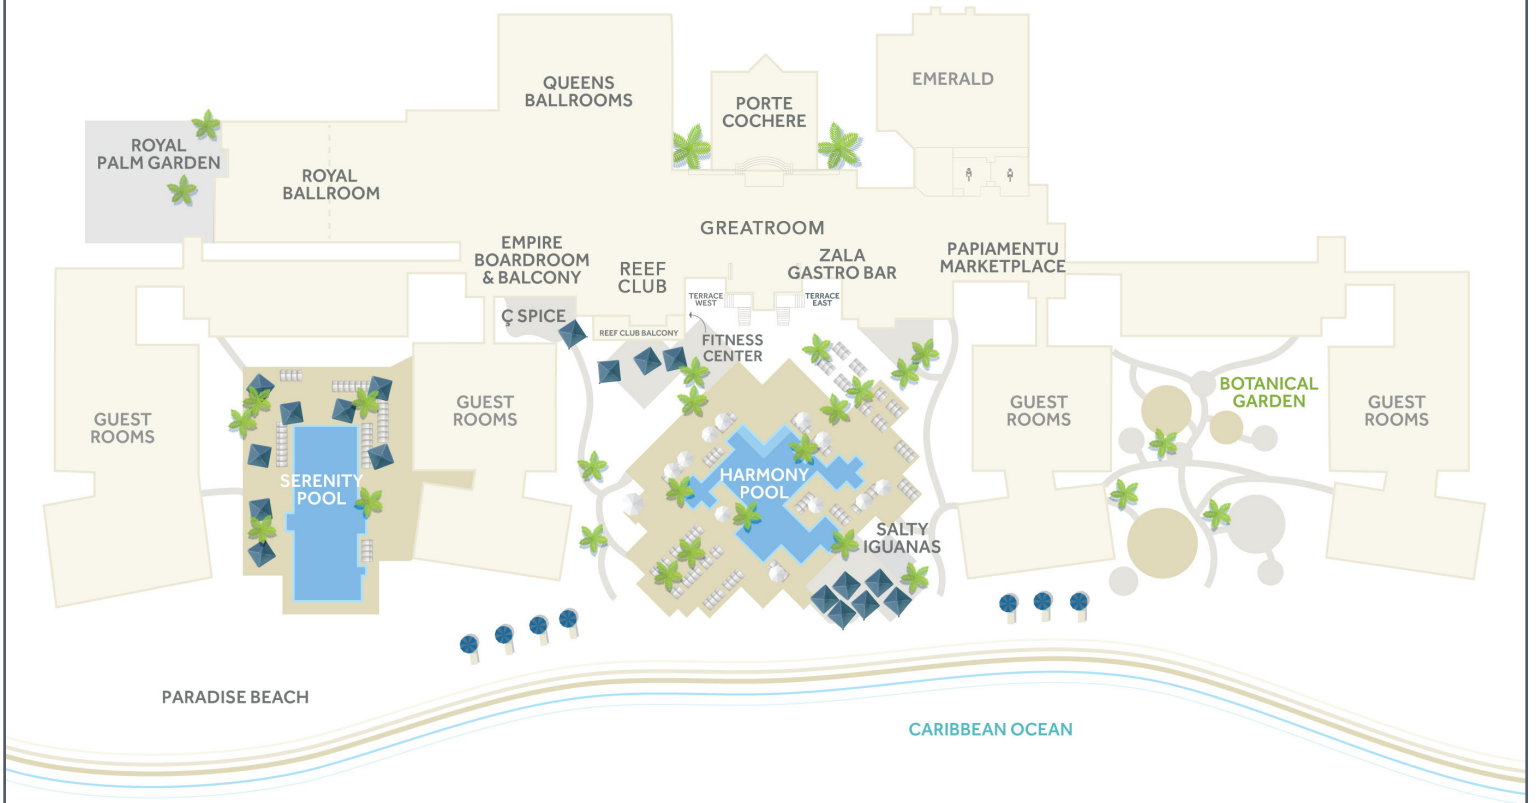 QUEENS
BALLROOMS
PORTE
COCHERE
EMERALD
ROYAL
PALM GARDEN
ROYAL
BALLROOM
GREATROOM
EMPIRE
BOARDROOM
& BALCONY
REEF
CLUB
ZALA
GASTRO BAR
PAPIAMENTU
MARKETPLACE
TERRACE
WEST
TERRACE
EAST
Ç SPICE
REEF CLUB BALCONY
FITNESS
CENTER
GUEST
ROOMS
GUEST
ROOMS
GUEST
ROOMS
BOTANICAL
GARDEN
GUEST
ROOMS
SERENITY
POOL
HARMONY
POOL
SALTY
IGUANAS
PARADISE BEACH
CARIBBEAN OCEAN